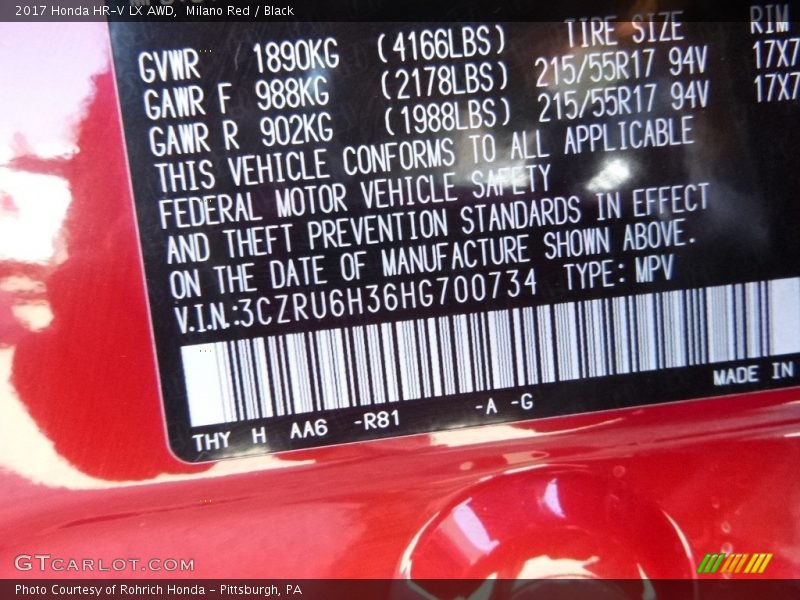 2017 Honda HR-V LX AWD, Milano Red / Black
TIRE SIZE RIM
GVWR 1890KG (4166LBS)
GAWR F 988KG (2178LBS) 215/55R17 94V 17X7
GAWR R 902KG (1988LBS) 215/55R17 94V 17X7
THIS VEHICLE CONFORMS TO ALL APPLICABLE
FEDERAL MOTOR VEHICLE SAFETY
AND THEFT PREVENTION STANDARDS IN EFFECT
ON THE DATE OF MANUFACTURE SHOWN ABOVE.
V.I.N.:3CZRU6H36HG700734 TYPE: MPV
MADE IN
THY H AA6 -R81 -A -G
GTCARLOT.COM
Photo Courtesy of Rohrich Honda - Pittsburgh, PA